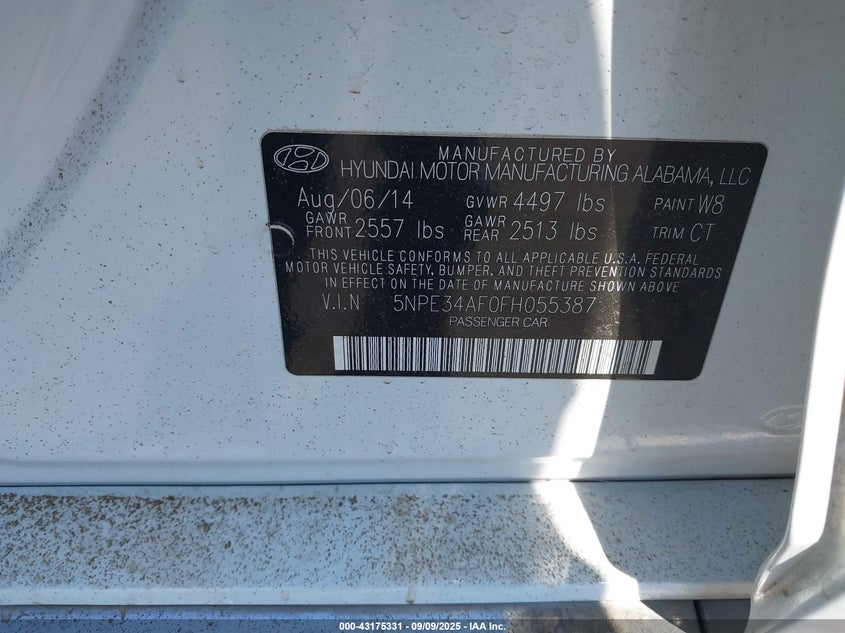 MANUFACTURED BY
HYUNDAI MOTOR MANUFACTURING ALABAMA, LLC
Aug/06/14 GVWR 4497 lbs PAINT W8
GAWR FRONT 2557 lbs GAWR REAR 2513 lbs TRIM CT
THIS VEHICLE CONFORMS TO ALL APPLICABLE U.S.A. FEDERAL
MOTOR VEHICLE SAFETY, BUMPER, AND THEFT PREVENTION STANDARDS
IN EFFECT ON THE DATE OF MANUFACTURE SHOWN ABOVE
V.I.N 5NPE34AF0FH055387
PASSENGER CAR
000-43175331 - 09/09/2025 - IAA Inc.